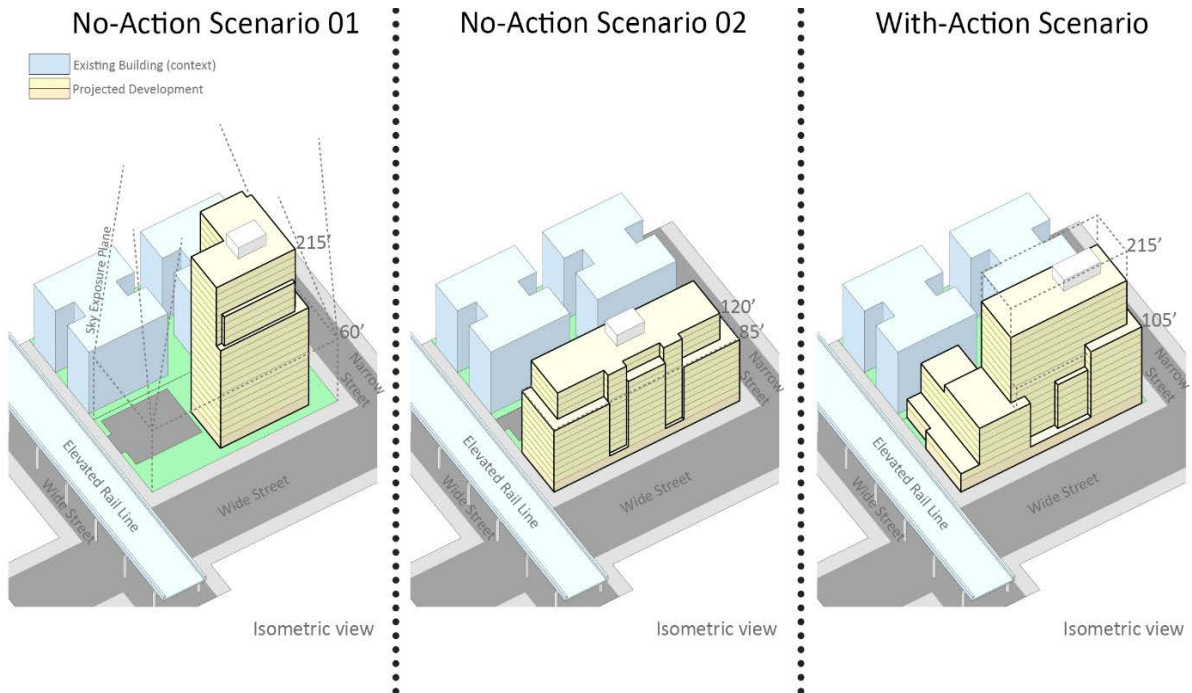 No-Action Scenario 01
Existing Building (context)
Projected Development
Sky Exposure Plane
215’
60’
Narrow
Street
Elevated Rail Line
Wide Street
Wide Street
Isometric view
No-Action Scenario 02
120’
85’
Narrow
Street
Elevated Rail Line
Wide Street
Wide Street
Isometric view
With-Action Scenario
215’
105’
Narrow
Street
Elevated Rail Line
Wide Street
Wide Street
Isometric view